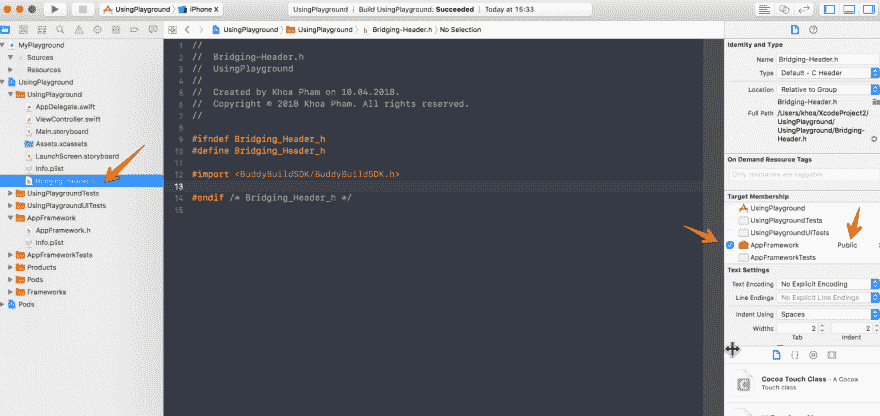 UsingPlayground
iPhone X
UsingPlayground | Build UsingPlayground: Succeeded | Today at 15:33
MyPlayground
Sources
Resources
UsingPlayground
UsingPlayground
AppDelegate.swift
ViewController.swift
Main.storyboard
Assets.xcassets
LaunchScreen.storyboard
Info.plist
UsingPlaygroundTests
UsingPlaygroundUITests
AppFramework
AppFramework.h
Info.plist
AppFrameworkTests
Products
Pods
Frameworks
Pods
UsingPlayground
UsingPlayground
Bridging-Header.h
No Selection
1 //
2 // Bridging-Header.h
3 // UsingPlayground
4 //
5 // Created by Khoa Pham on 10.04.2018.
6 // Copyright © 2018 Khoa Pham. All rights reserved.
7 //
8
9 #ifndef Bridging_Header_h
10 #define Bridging_Header_h
11
12 #import <BuddyBuildSDK/BuddyBuildSDK.h>
13
14 #endif /* Bridging_Header_h */
15
Identity and Type
Name Bridging-Header.h
Type Default - C Header
Location Relative to Group
Bridging-Header.h
Full Path /Users/khoa/XcodeProject2/
UsingPlayground/
UsingPlayground/Bridging-
Header.h
On Demand Resource Tags
Only resources are taggable
Target Membership
UsingPlayground
UsingPlaygroundTests
UsingPlaygroundUITests
AppFramework Public
AppFrameworkTests
Text Settings
Text Encoding No Explicit Encoding
Line Endings No Explicit Line Endings
Indent Using Spaces
Widths 2 2
Tab Indent
Cocoa Touch Class - A Cocoa
Touch class